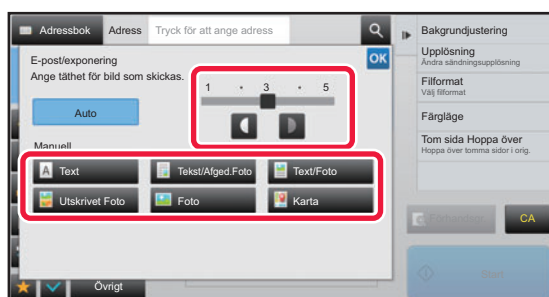 Adressbok
Adress
Tryck för att ange adress
E-post/exponering
Ange täthet för bild som skickas.
OK
1 · 3 · 5
Auto
Manuell
A Text
Tekst/Afged.Foto
Text/Foto
Utskrivet Foto
Foto
Karta
Övrigt
Bakgrundjustering
Upplösning
Ändra sändningsupplösning
Filformat
Välj filformat
Färgläge
Tom sida Hoppa över
Hoppa över tomma sidor i orig.
CA
Start